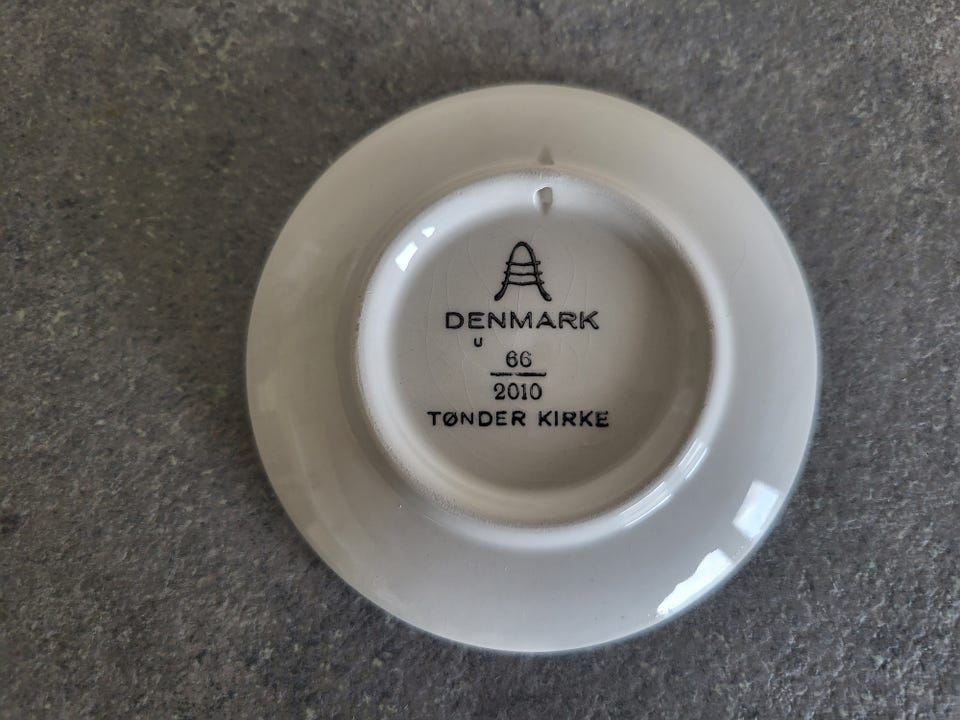 DENMARK
U
66
2010
TØNDER KIRKE